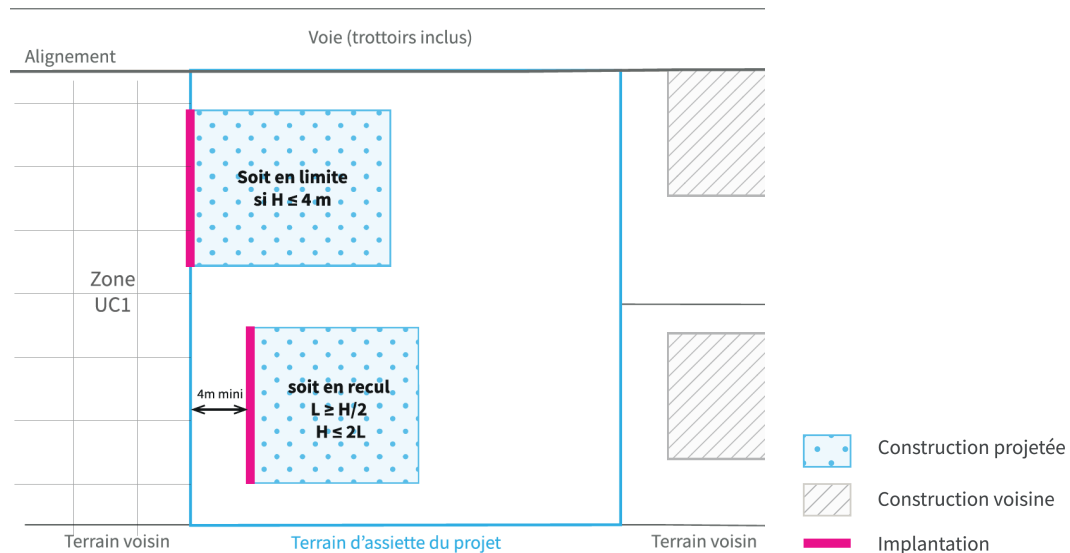 Voie (trottoirs inclus)
Alignement
Soit en limite
si H ≤ 4 m
Zone
UC1
4m mini
soit en recul
L ≥ H/2
H ≤ 2L
Construction projetée
Construction voisine
Implantation
Terrain voisin
Terrain d’assiette du projet
Terrain voisin